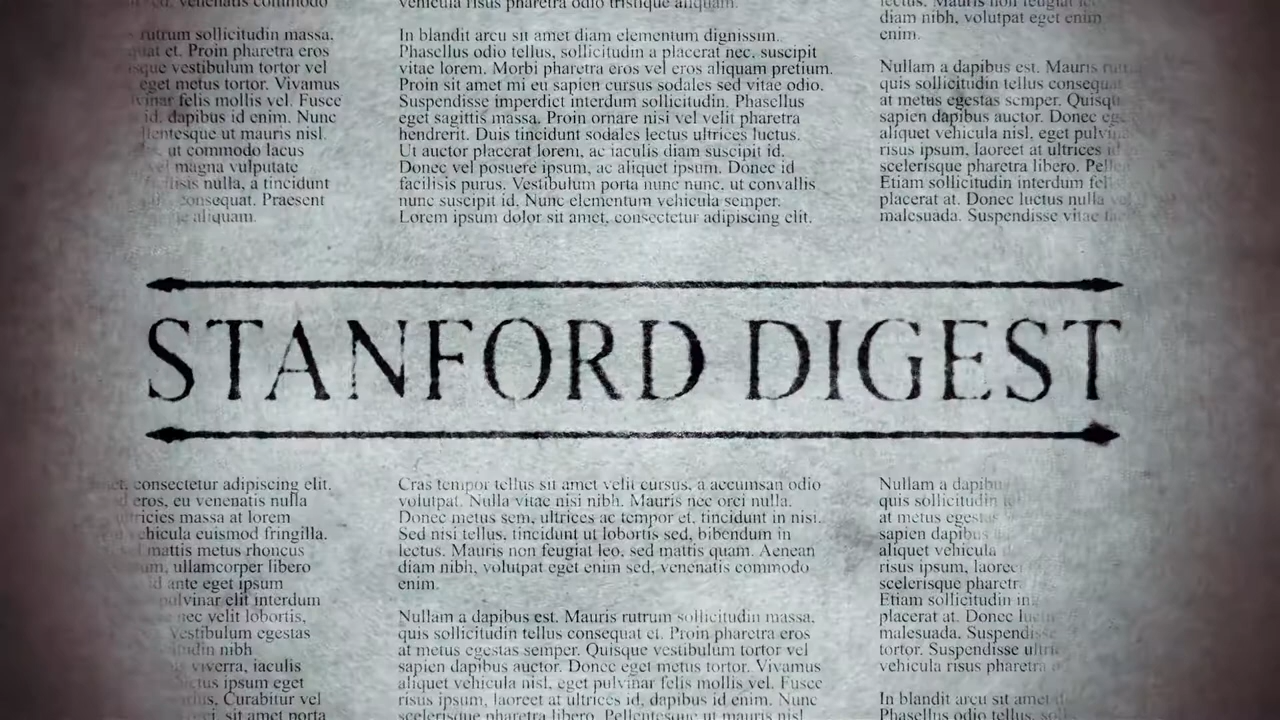 venenatis commodo
rutrum sollicitudin massa,
et. Proin pharetra eros
vestibulum tortor vel
eget metus tortor. Vivamus
felis mollis vel. Fusce
id, dapibus id enim. Nunc
ut mauris nisl.
ut commodo lacus
magna vulputate
nulla, a tincidunt
consequat. Praesent
aliquam.
vehicula risus pharetra odio tristique aliquam.
In blandit arcu sit amet diam elementum dignissim.
Phasellus odio tellus, sollicitudin a placerat nec, suscipit
vitae lorem. Morbi pharetra eros vel eros aliquam pretium.
Proin sit amet mi eu sapien cursus sodales sed vitae odio.
Suspendisse imperdiet interdum sollicitudin. Phasellus
eget sagittis massa. Proin ornare nisi vel velit pharetra
hendrerit. Duis tincidunt sodales lectus ultrices luctus.
Ut auctor placerat lorem, ac iaculis diam suscipit id.
Donec vel posuere ipsum, ac aliquet ipsum. Donec id
facilisis purus. Vestibulum porta nunc nunc, ut convallis
nunc suscipit id. Nunc elementum vehicula semper.
Lorem ipsum dolor sit amet, consectetur adipiscing elit.
lectus. Mauris non feugiat
diam nibh, volutpat eget enim
enim.
Nullam a dapibus est. Mauris
quis sollicitudin tellus consequat
at metus egestas semper. Quisque
sapien dapibus auctor. Donec
aliquet vehicula nisl, eget
risus ipsum, laoreet at ultrices
scelerisque pharetra libero.
Etiam sollicitudin interdum
placerat at. Donec luctus nulla
malesuada. Suspendisse vitae
STANFORD DIGEST
consectetur adipiscing elit.
eros, eu venenatis nulla
massa at lorem
vehicula euismod fringilla.
mattis metus rhoncus
ullamcorper libero
id ante eget ipsum
pulvinar elit interdum
nec velit lobortis,
vestibulum egestas
nibh
viverra, iaculis
ipsum eget
Curabitur vel
sit amet porta
Cras tempor tellus sit amet velit cursus, a accumsan odio
volutpat. Nulla vitae nisi nibh. Mauris nec orci nulla.
Donec metus sem, ultrices ac tempor et, tincidunt in nisi.
Sed nisi tellus, tincidunt ut lobortis sed, bibendum in
lectus. Mauris non feugiat leo, sed mattis quam. Aenean
diam nibh, volutpat eget enim sed, venenatis commodo
enim.
Nullam a dapibus est. Mauris rutrum sollicitudin massa,
quis sollicitudin tellus consequat et. Proin pharetra eros
at metus egestas semper. Quisque vestibulum tortor vel
sapien dapibus auctor. Donec eget metus tortor. Vivamus
aliquet vehicula nisl, eget pulvinar felis mollis vel. Fusce
risus ipsum, laoreet at ultrices id, dapibus id enim. Nunc
scelerisque pharetra libero. Pellentesque ut mauris nisl.
Nullam a dapibus
quis sollicitudin
at metus egestas
sapien dapibus
aliquet vehicula
risus ipsum, laoreet
scelerisque pharetra
Etiam sollicitudin
placerat at. Donec
malesuada. Suspendisse
tortor. Suspendisse
vehicula risus pharetra
In blandit arcu sit amet
Phasellus odio tellus,